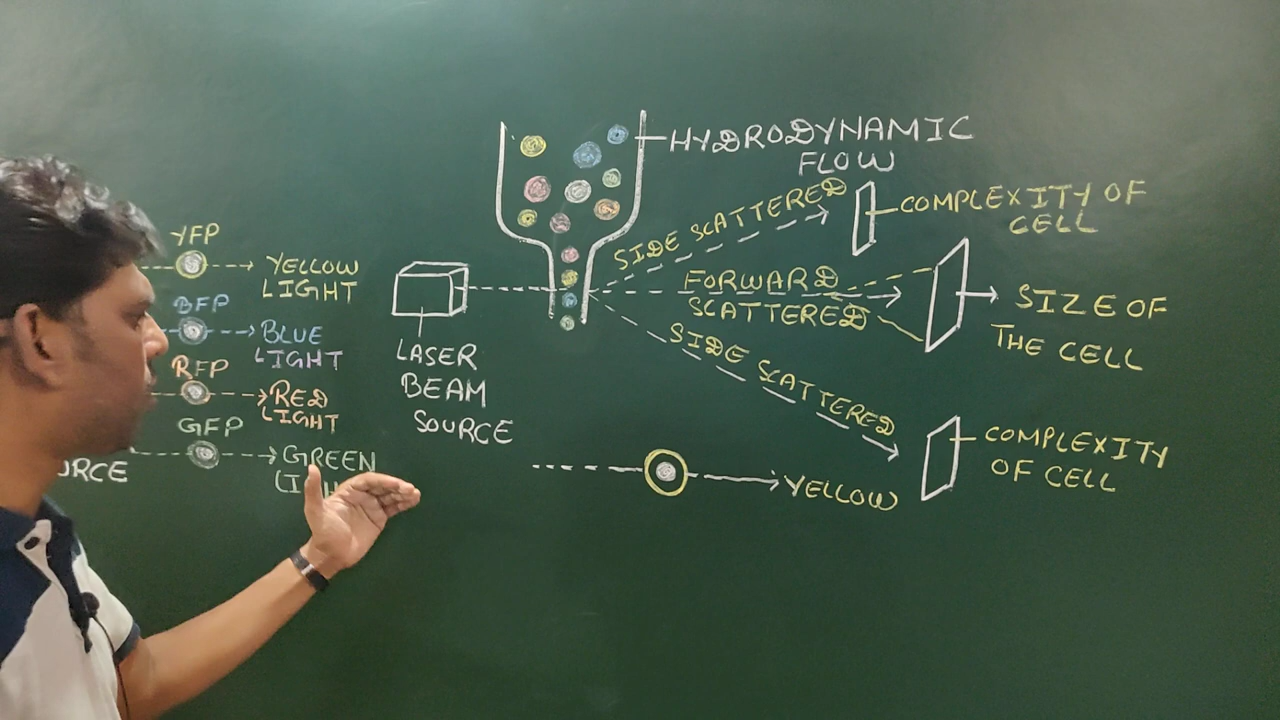 YFP
YELLOW
LIGHT
BFP
BLUE
LIGHT
RFP
RED
LIGHT
GFP
GREEN
LASER
BEAM
SOURCE
HYDRODYNAMIC
FLOW
SIDE SCATTERED
COMPLEXITY OF
CELL
FORWARD
SCATTERED
SIZE OF
THE CELL
SIDE SCATTERED
COMPLEXITY
OF CELL
YELLOW